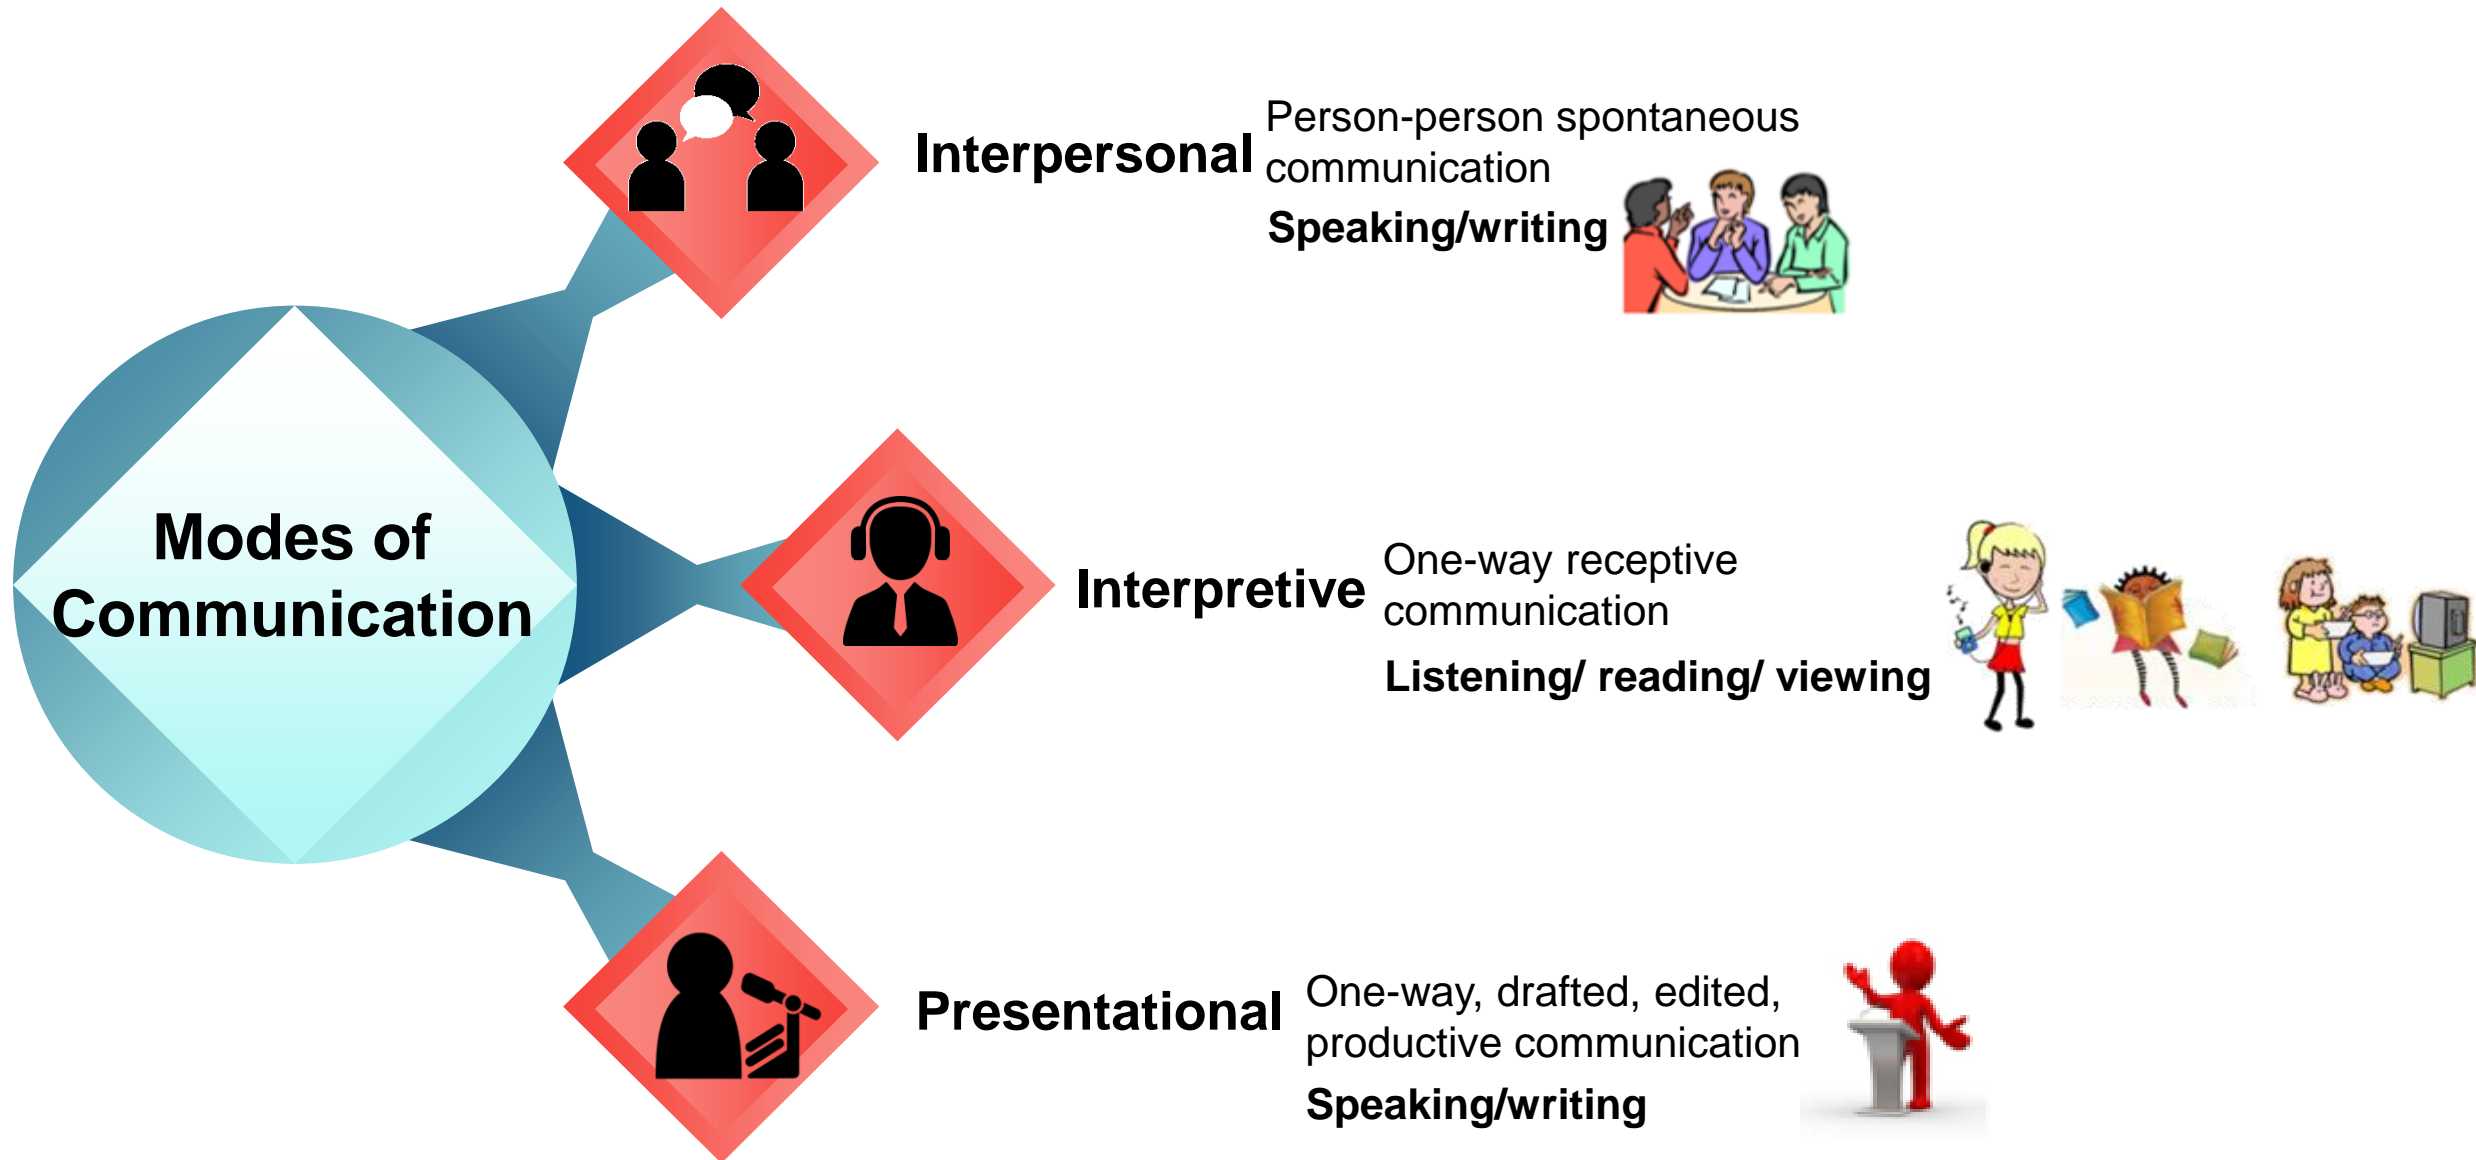 Modes of
Communication
Interpersonal
Person-person spontaneous
communication
Speaking/writing
Interpretive
One-way receptive
communication
Listening/ reading/ viewing
Presentational
One-way, drafted, edited,
productive communication
Speaking/writing